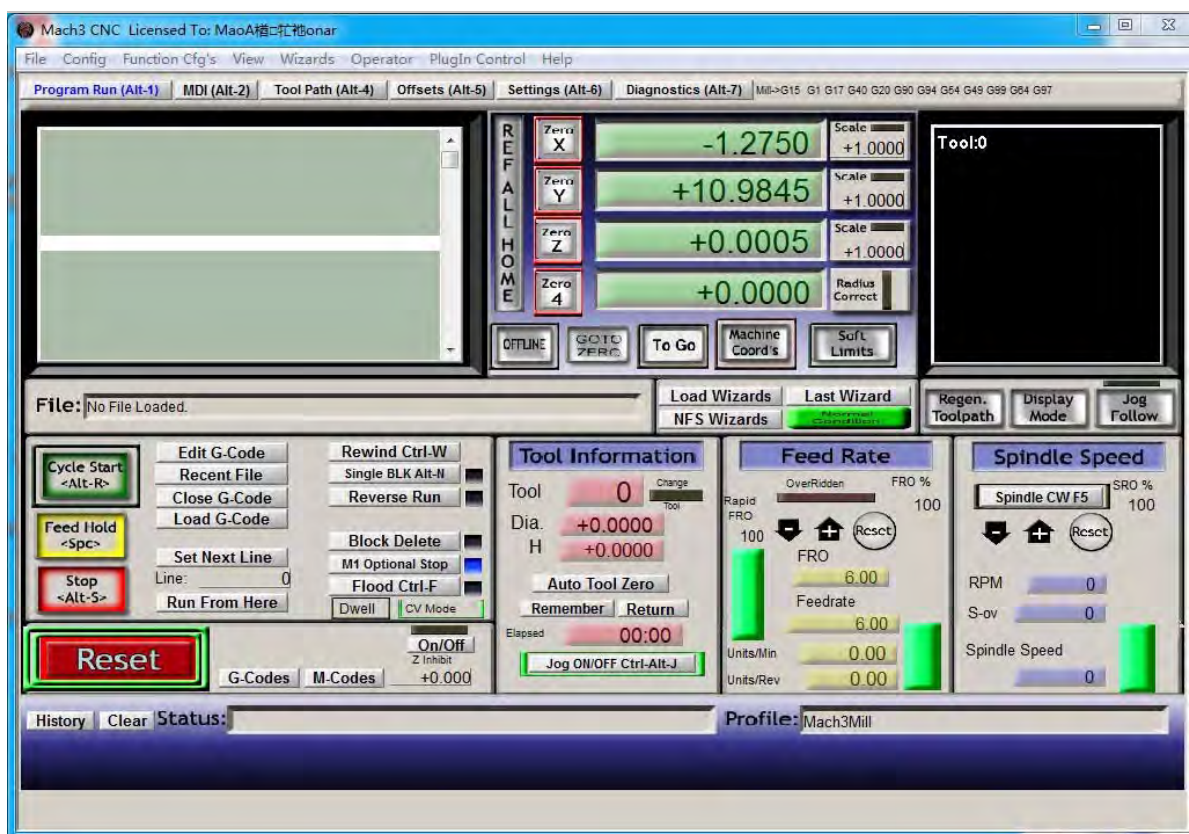 Mach3 CNC Licensed To: MaoA楢□牤袘onar
File Config Function Cfg's View Wizards Operator PlugIn Control Help
Program Run (Alt-1) MDI (Alt-2) Tool Path (Alt-4) Offsets (Alt-5) Settings (Alt-6) Diagnostics (Alt-7) Mill->G15 G1 G17 G40 G20 G90 G94 G54 G49 G99 G64 G97
REF ALL HOME
Zero X -1.2750 Scale +1.0000
Zero Y +10.9845 Scale +1.0000
Zero Z +0.0005 Scale +1.0000
Zero 4 +0.0000 Radius Correct
OFFLINE GOTO ZERO To Go Machine Coord's Soft Limits
Tool:0
File: No File Loaded.
Load Wizards Last Wizard
NFS Wizards Normal Condition
Regen. Toolpath Display Mode Jog Follow
Cycle Start <Alt-R>
Feed Hold <Spc>
Stop <Alt-S>
Edit G-Code
Recent File
Close G-Code
Load G-Code
Set Next Line
Line: 0
Run From Here
Rewind Ctrl-W
Single BLK Alt-N
Reverse Run
Block Delete
M1 Optional Stop
Flood Ctrl-F
Dwell CV Mode
Reset
G-Codes M-Codes
On/Off
Z Inhibit
+0.000
Tool Information
Tool 0 Change Tool
Dia. +0.0000
H +0.0000
Auto Tool Zero
Remember Return
Elapsed 00:00
Jog ON/OFF Ctrl-Alt-J
Feed Rate
OverRidden FRO %
100
Rapid FRO
100
Reset
FRO
6.00
Feedrate
6.00
Units/Min 0.00
Units/Rev 0.00
Spindle Speed
Spindle CW F5 SRO %
100
Reset
RPM 0
S-ov 0
Spindle Speed
0
History Clear Status:
Profile: Mach3Mill